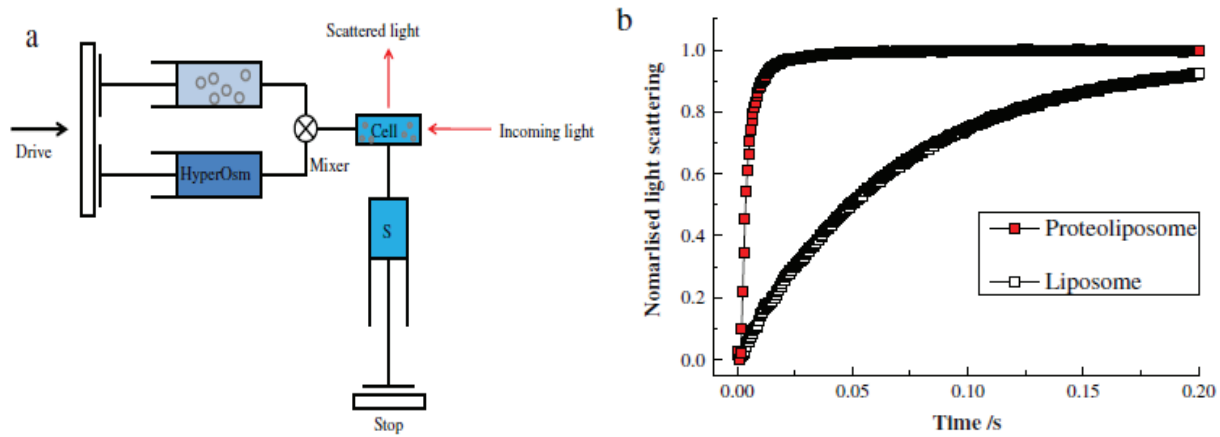 a
Scattered light
Drive
HyperOsm
Mixer
Cell
Incoming light
S
Stop
b
Nomarlised light scattering
1.0
0.8
0.6
0.4
0.2
0.0
Proteoliposome
Liposome
0.00
0.05
0.10
0.15
0.20
Time /s